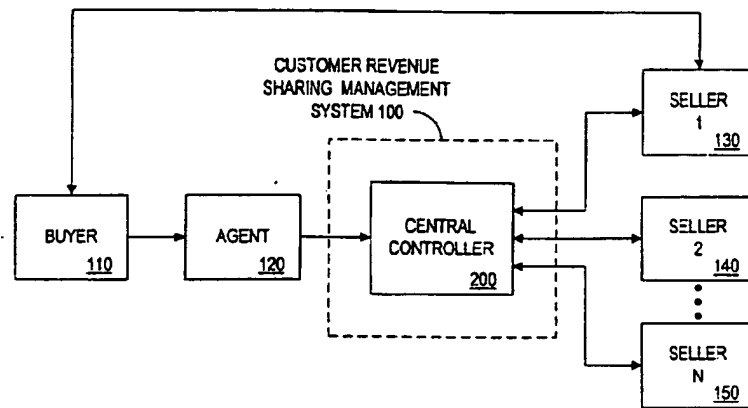 CUSTOMER REVENUE
SHARING MANAGEMENT
SYSTEM 100
SELLER
1
130
BUYER
110
AGENT
120
CENTRAL
CONTROLLER
200
SELLER
2
140
SELLER
N
150